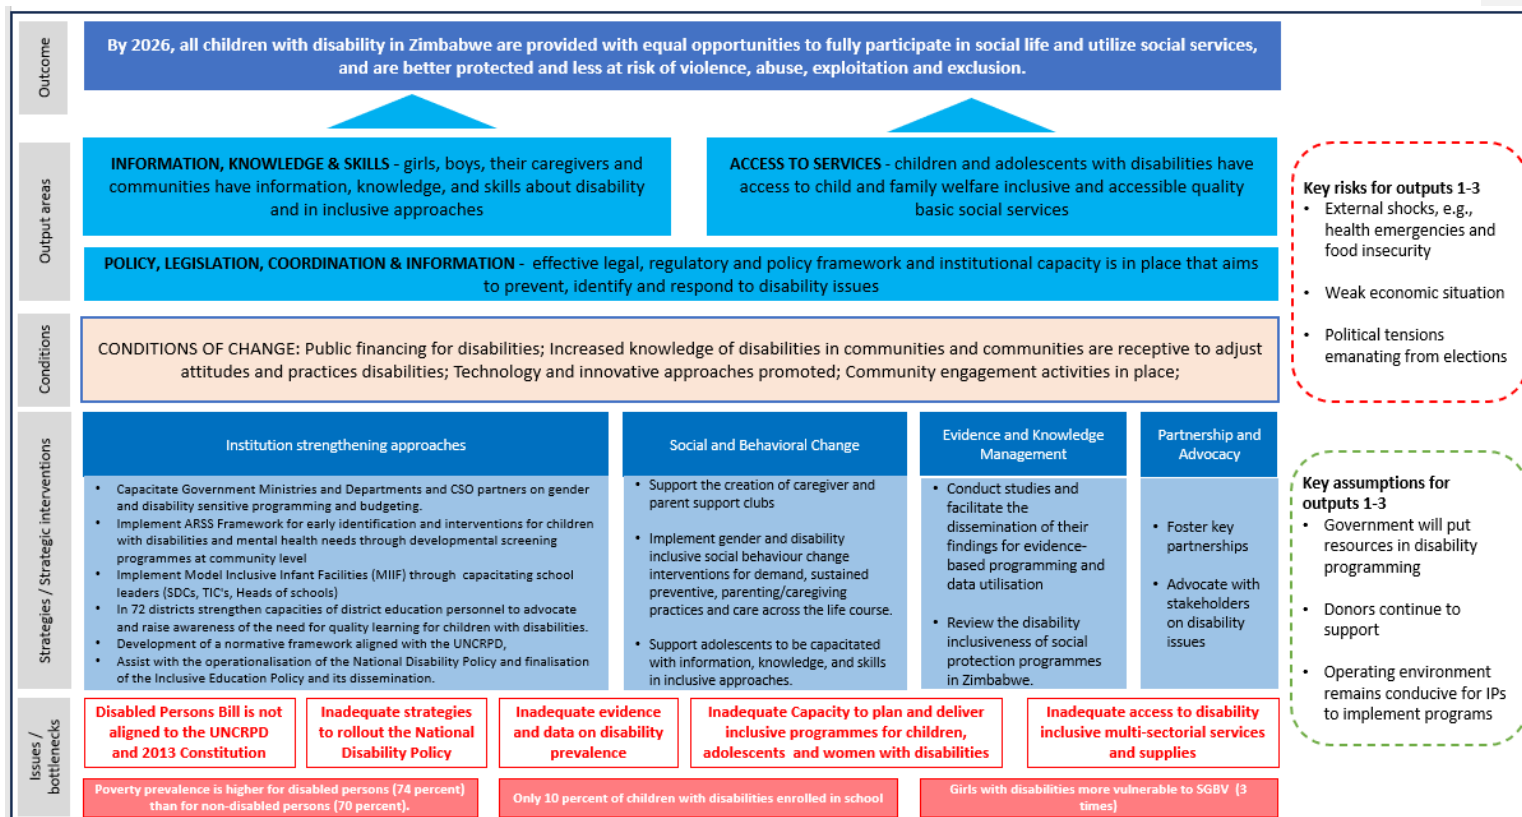 Outcome
By 2026, all children with disability in Zimbabwe are provided with equal opportunities to fully participate in social life and utilize social services,
and are better protected and less at risk of violence, abuse, exploitation and exclusion.
Output areas
INFORMATION, KNOWLEDGE & SKILLS - girls, boys, their caregivers and
communities have information, knowledge, and skills about disability
and in inclusive approaches
ACCESS TO SERVICES - children and adolescents with disabilities have
access to child and family welfare inclusive and accessible quality
basic social services
POLICY, LEGISLATION, COORDINATION & INFORMATION - effective legal, regulatory and policy framework and institutional capacity is in place that aims
to prevent, identify and respond to disability issues
Conditions
CONDITIONS OF CHANGE: Public financing for disabilities; Increased knowledge of disabilities in communities and communities are receptive to adjust
attitudes and practices disabilities; Technology and innovative approaches promoted; Community engagement activities in place;
Strategies / Strategic interventions
Institution strengthening approaches
• Capacitate Government Ministries and Departments and CSO partners on gender
and disability sensitive programming and budgeting.
• Implement ARSS Framework for early identification and interventions for children
with disabilities and mental health needs through developmental screening
programmes at community level
• Implement Model Inclusive Infant Facilities (MIIF) through capacitating school
leaders (SDCs, TIC's, Heads of schools)
• In 72 districts strengthen capacities of district education personnel to advocate
and raise awareness of the need for quality learning for children with disabilities.
• Development of a normative framework aligned with the UNCRPD,
• Assist with the operationalisation of the National Disability Policy and finalisation
of the Inclusive Education Policy and its dissemination.
Social and Behavioral Change
• Support the creation of caregiver and
parent support clubs
• Implement gender and disability
inclusive social behaviour change
interventions for demand, sustained
preventive, parenting/caregiving
practices and care across the life course.
• Support adolescents to be capacitated
with information, knowledge, and skills
in inclusive approaches.
Evidence and Knowledge
Management
• Conduct studies and
facilitate the
dissemination of their
findings for evidence-
based programming and
data utilisation
• Review the disability
inclusiveness of social
protection programmes
in Zimbabwe.
Partnership and
Advocacy
• Foster key
partnerships
• Advocate with
stakeholders
on disability
issues
Issues /
bottlenecks
Disabled Persons Bill is not
aligned to the UNCRPD
and 2013 Constitution
Inadequate strategies
to rollout the National
Disability Policy
Inadequate evidence
and data on disability
prevalence
Inadequate Capacity to plan and deliver
inclusive programmes for children,
adolescents and women with disabilities
Inadequate access to disability
inclusive multi-sectorial services
and supplies
Poverty prevalence is higher for disabled persons (74 percent)
than for non-disabled persons (70 percent).
Only 10 percent of children with disabilities enrolled in school
Girls with disabilities more vulnerable to SGBV (3
times)
Key risks for outputs 1-3
• External shocks, e.g.,
health emergencies and
food insecurity
• Weak economic situation
• Political tensions
emanating from elections
Key assumptions for
outputs 1-3
• Government will put
resources in disability
programming
• Donors continue to
support
• Operating environment
remains conducive for IPs
to implement programs